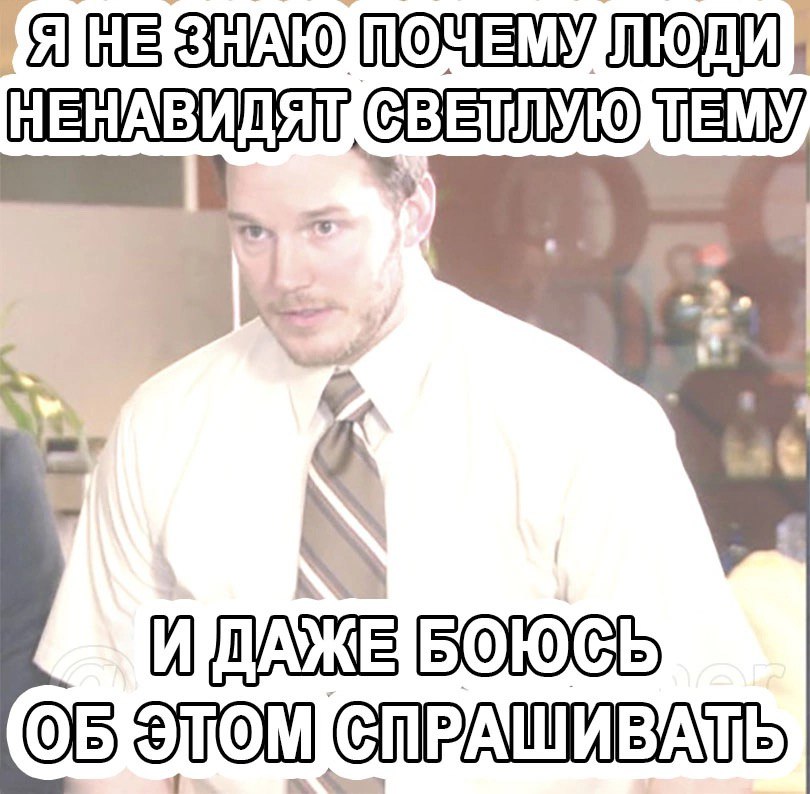 Я НЕ ЗНАЮ ПОЧЕМУ ЛЮДИ
НЕНАВИДЯТ СВЕТЛУЮ ТЕМУ
И ДАЖЕ БОЮСЬ
ОБ ЭТОМ СПРАШИВАТЬ